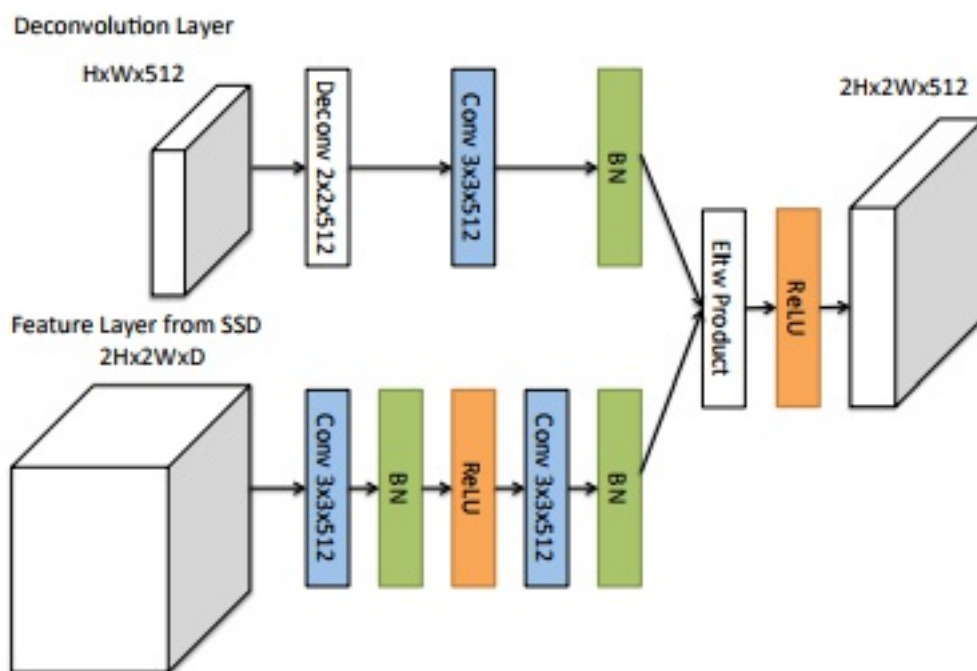 Deconvolution Layer
HxWx512
Deconv 2x2x512
Conv 3x3x512
BN
2Hx2Wx512
Eltw Product
ReLU
Feature Layer from SSD
2Hx2WxD
Conv 3x3x512
BN
ReLU
Conv 3x3x512
BN